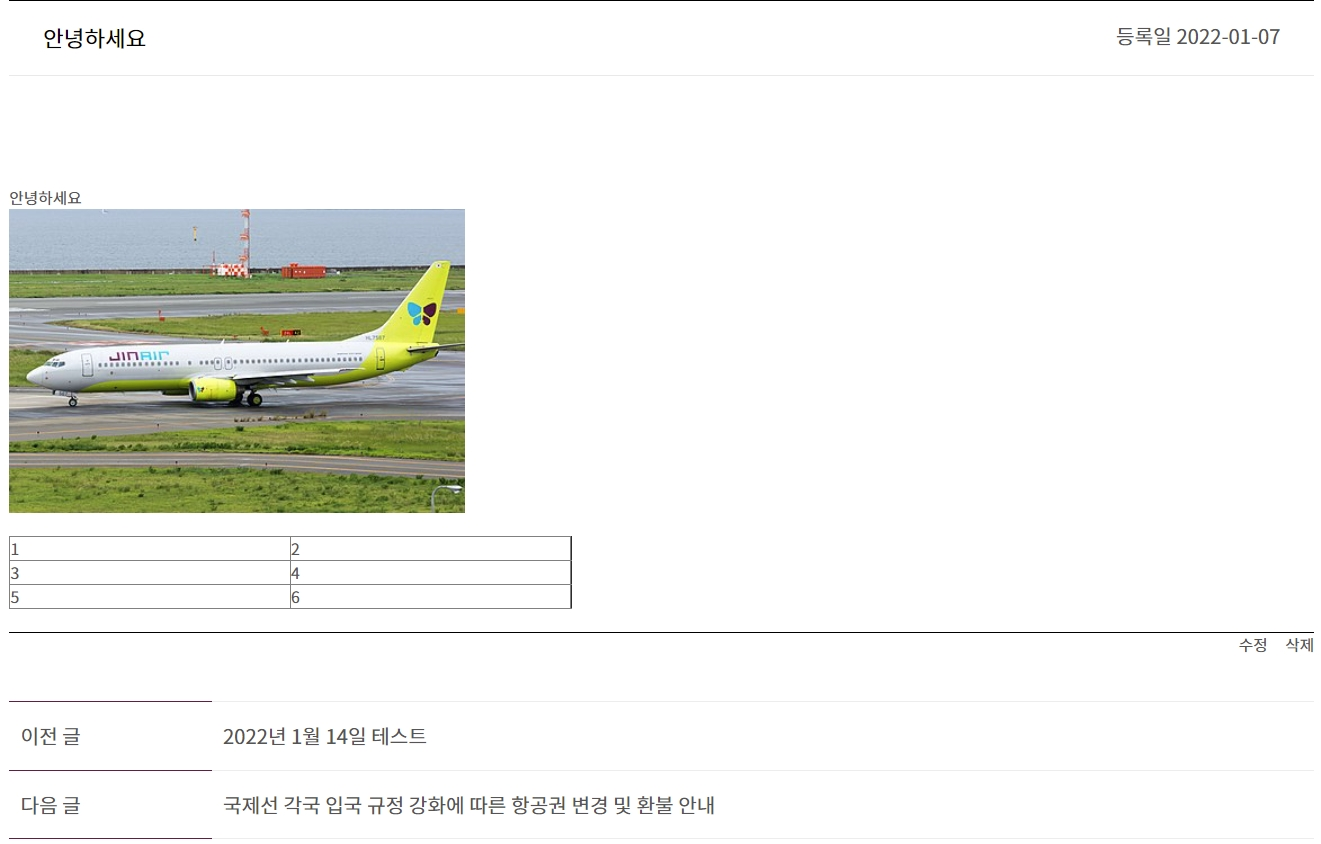 안녕하세요
등록일 2022-01-07
안녕하세요
JINAIR
HL7567
1 2
3 4
5 6
수정 삭제
이전 글 2022년 1월 14일 테스트
다음 글 국제선 각국 입국 규정 강화에 따른 항공권 변경 및 환불 안내